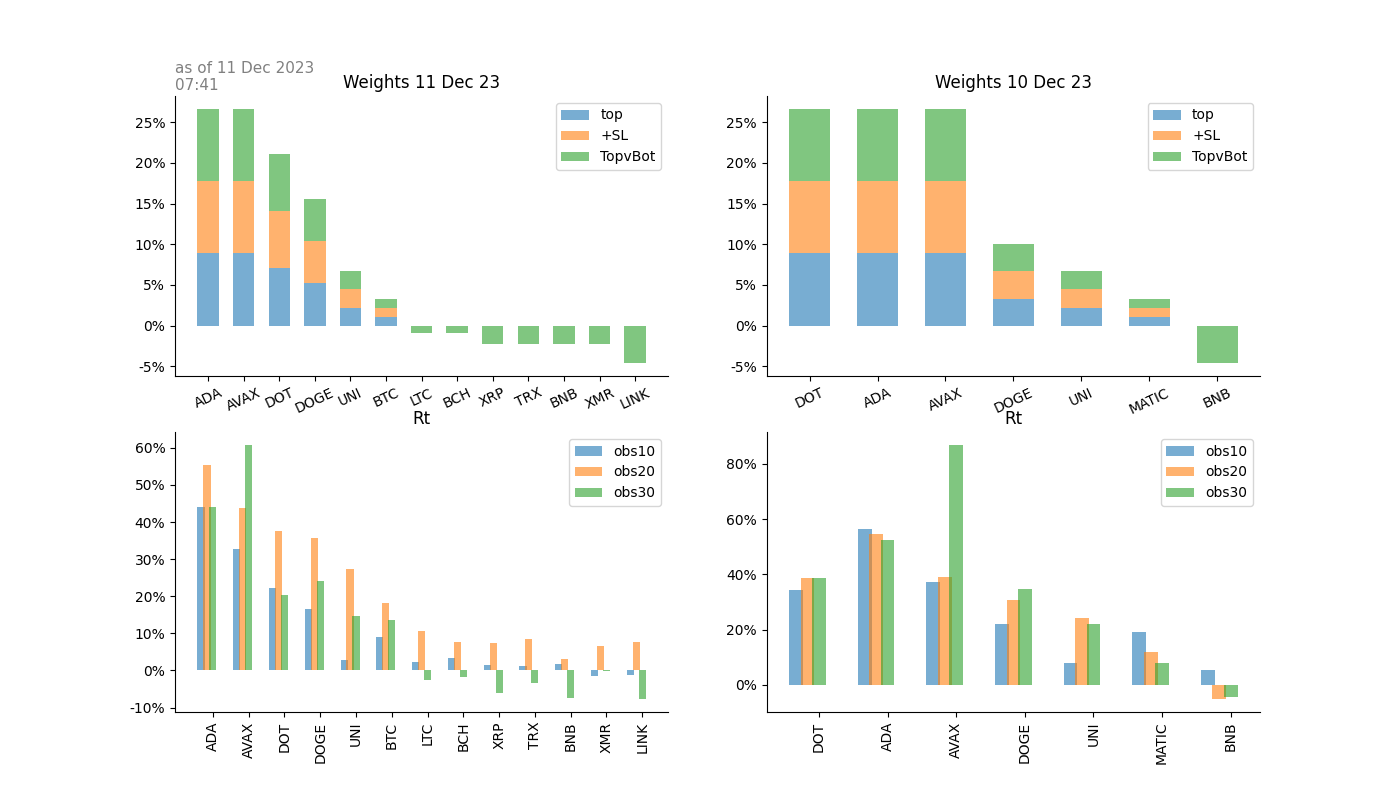 as of 11 Dec 2023
07:41
Weights 11 Dec 23
25%
20%
15%
10%
5%
0%
-5%
top
+SL
TopvBot
ADA AVAX DOT DOGE UNI BTC LTC BCH XRP TRX BNB XMR LINK
Weights 10 Dec 23
25%
20%
15%
10%
5%
0%
-5%
top
+SL
TopvBot
DOT ADA AVAX DOGE UNI MATIC BNB
Rt
60%
50%
40%
30%
20%
10%
0%
-10%
obs10
obs20
obs30
ADA AVAX DOT DOGE UNI BTC LTC BCH XRP TRX BNB XMR LINK
Rt
80%
60%
40%
20%
0%
obs10
obs20
obs30
DOT ADA AVAX DOGE UNI MATIC BNB